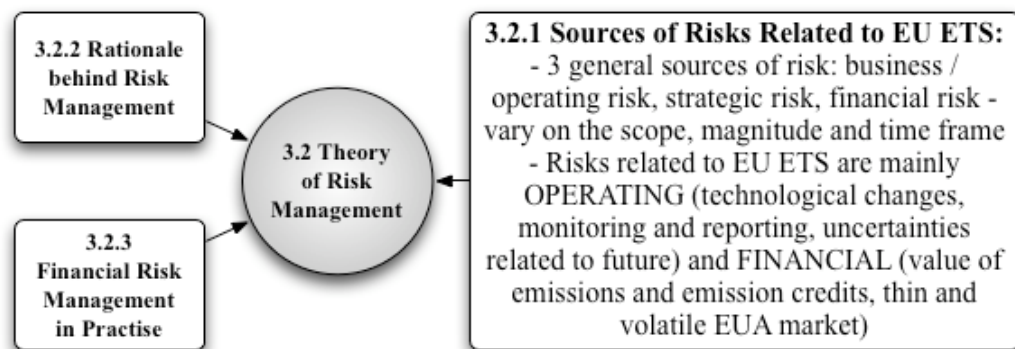 3.2.2 Rationale
behind Risk
Management
3.2.3
Financial Risk
Management
in Practise
3.2 Theory
of Risk
Management
3.2.1 Sources of Risks Related to EU ETS:
- 3 general sources of risk: business /
operating risk, strategic risk, financial risk -
vary on the scope, magnitude and time frame
- Risks related to EU ETS are mainly
OPERATING (technological changes,
monitoring and reporting, uncertainties
related to future) and FINANCIAL (value of
emissions and emission credits, thin and
volatile EUA market)